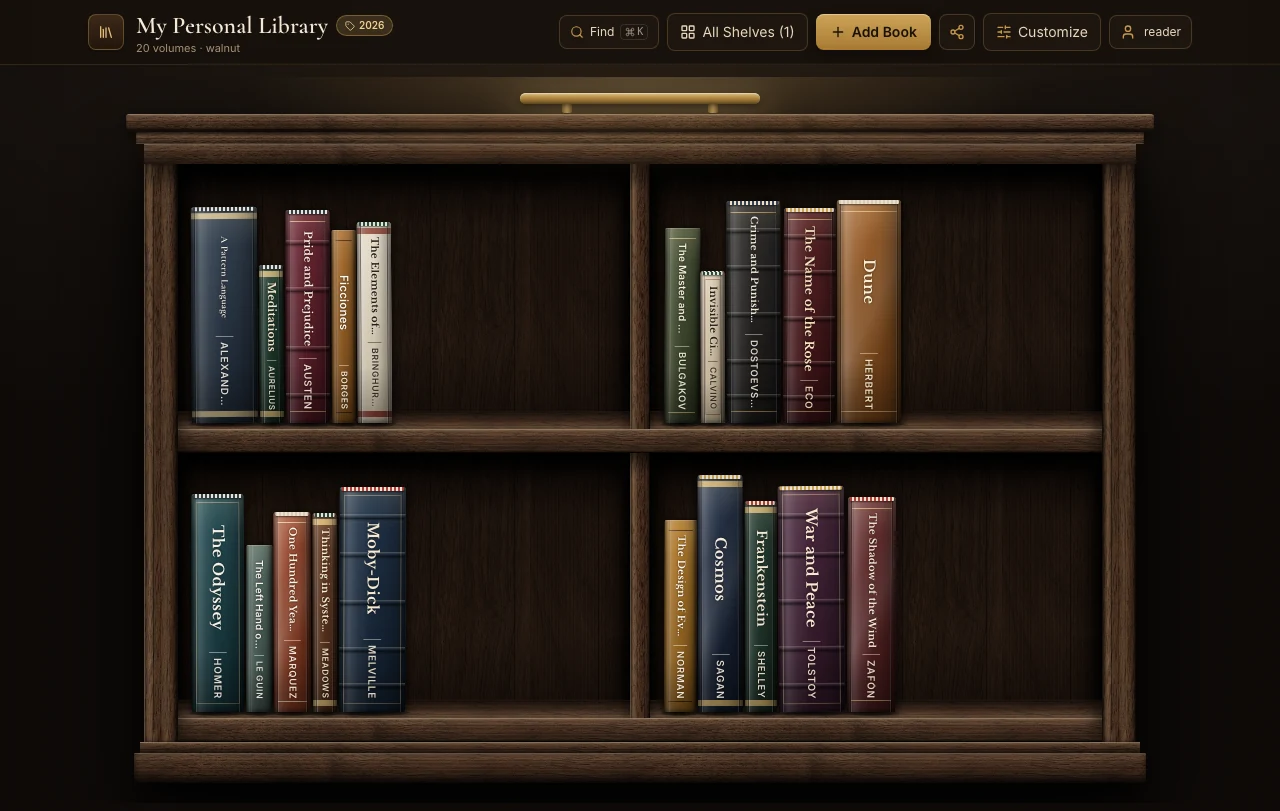 My Personal Library
2026
20 volumes · walnut
Find ⌘ K
All Shelves (1)
Add Book
Customize
reader
A Pattern Language
ALEXAND…
Meditations
AURELIUS
Pride and Prejudice
AUSTEN
Ficciones
BORGES
The Elements of…
BRINGHUR…
The Master and …
BULGAKOV
Invisible Ci…
CALVINO
Crime and Punish…
DOSTOEVS…
The Name of the Rose
ECO
Dune
HERBERT
The Odyssey
HOMER
The Left Hand o…
LE GUIN
One Hundred Yea…
MARQUEZ
Thinking in Syste…
MEADOWS
Moby-Dick
MELVILLE
The Design of Ev…
NORMAN
Cosmos
SAGAN
Frankenstein
SHELLEY
War and Peace
TOLSTOY
The Shadow of the Wind
ZAFÓN